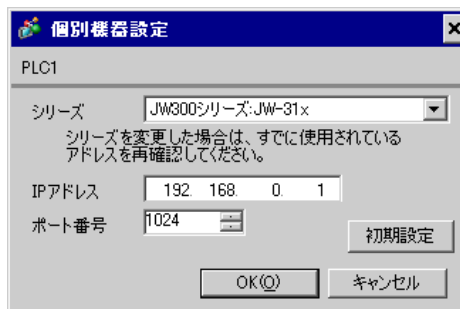 個別機器設定
PLC1
シリーズ JW300シリーズ:JW-31x
シリーズを変更した場合は、すでに使用されている
アドレスを再確認してください。
IPアドレス 192. 168. 0. 1
ポート番号 1024
初期設定
OK(O) キャンセル